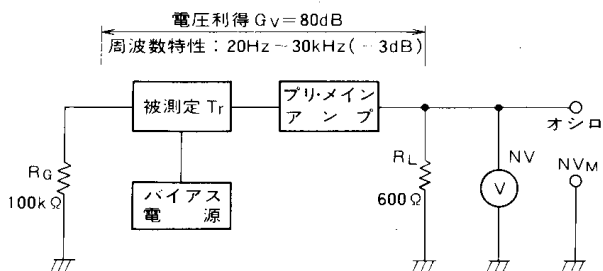 電圧利得 GV=80dB
周波数特性：20Hz～30kHz(－3dB)
被測定 Tr
プリ・メイン
アンプ
オシロ
RG
100kΩ
バイアス
電源
RL
600Ω
NV
V
NVM